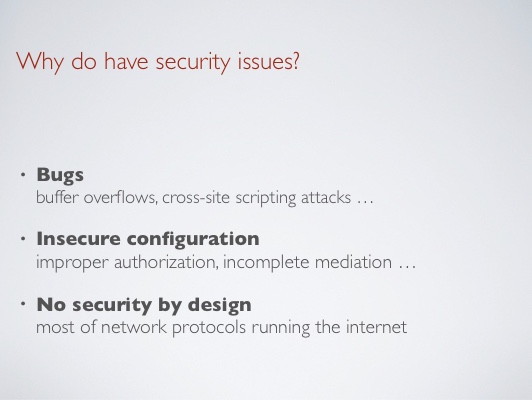 Why do have security issues?
• Bugs
buffer overflows, cross-site scripting attacks …
• Insecure configuration
improper authorization, incomplete mediation …
• No security by design
most of network protocols running the internet